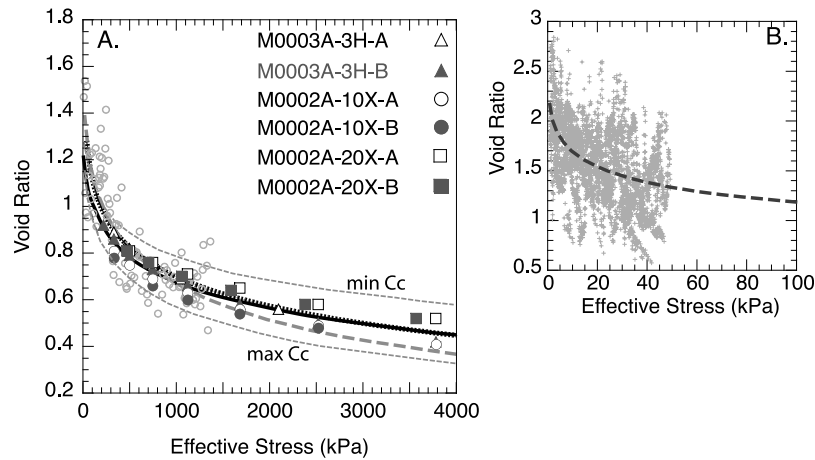 A.
M0003A-3H-A
M0003A-3H-B
M0002A-10X-A
M0002A-10X-B
M0002A-20X-A
M0002A-20X-B
min Cc
max Cc
1.8
1.6
1.4
1.2
1
0.8
0.6
0.4
0.2
Void Ratio
0 1000 2000 3000 4000
Effective Stress (kPa)
B.
3
2.5
2
1.5
1
0.5
Void Ratio
0 20 40 60 80 100
Effective Stress (kPa)